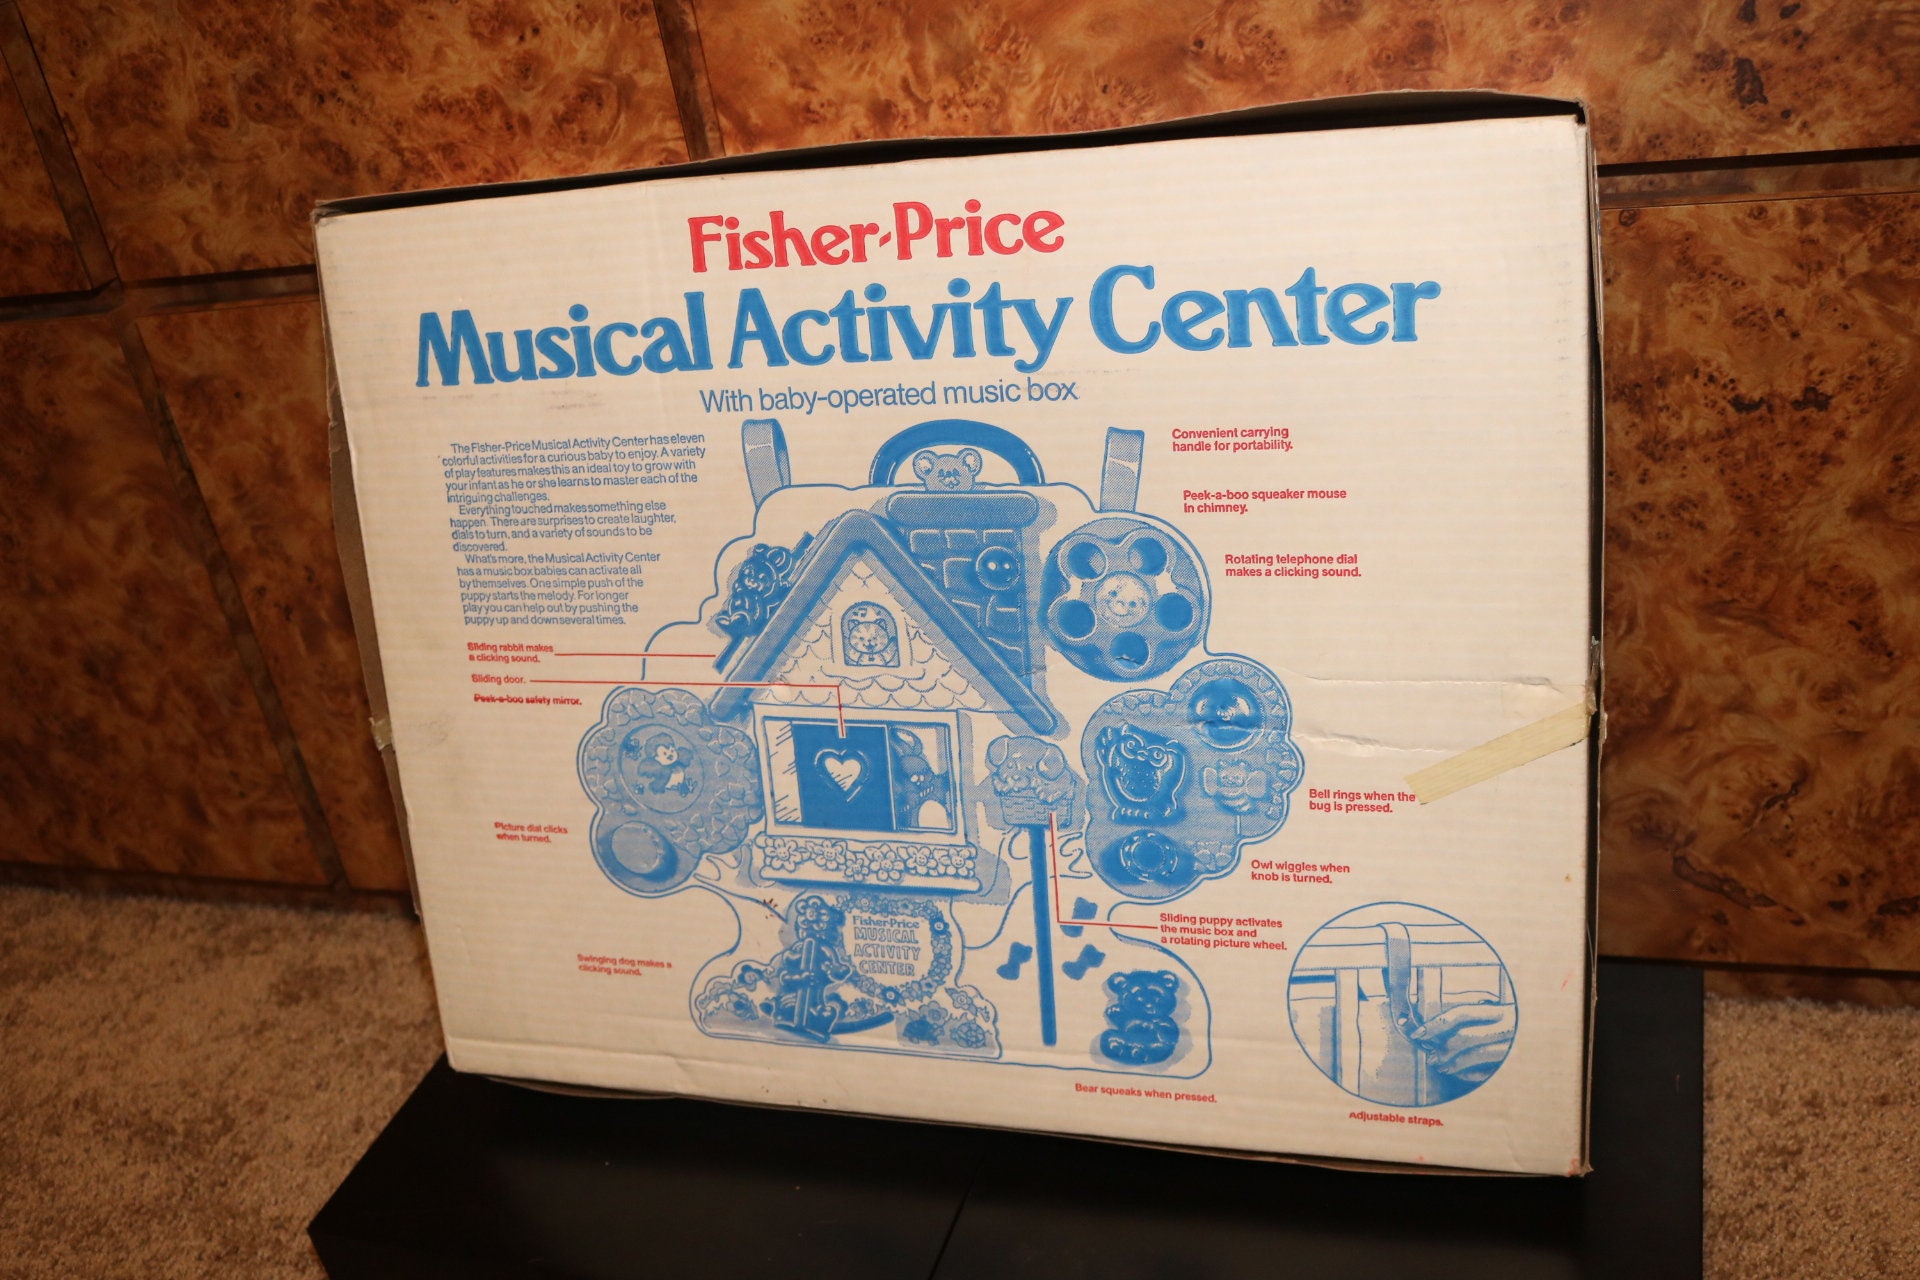 Fisher-Price
Musical Activity Center
With baby-operated music box
The Fisher-Price Musical Activity Center has eleven
colorful activities for a curious baby to enjoy. A variety
of play features makes this an ideal toy to grow with
your infant as he or she learns to master each of the
intriguing challenges.
Everything touched makes something else
happen. There are surprises to create laughter,
dials to turn, and a variety of sounds to be
discovered.
What's more, the Musical Activity Center
has a music box babies can activate all
by themselves. One simple push of the
puppy starts the melody. For longer
play you can help out by pushing the
puppy up and down several times.
Sliding rabbit makes
a clicking sound.
Sliding door.
Peek-a-boo safety mirror.
Picture dial clicks
when turned.
Swinging dog makes a
clicking sound.
Convenient carrying
handle for portability.
Peek-a-boo squeaker mouse
in chimney.
Rotating telephone dial
makes a clicking sound.
Bell rings when the
bug is pressed.
Owl wiggles when
knob is turned.
Sliding puppy activates
the music box and
a rotating picture wheel.
Fisher-Price
MUSICAL
ACTIVITY
CENTER
Bear squeaks when pressed.
Adjustable straps.